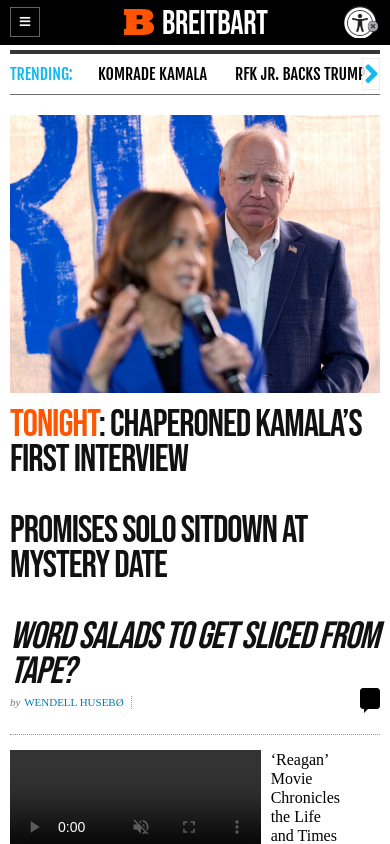 BREITBART
TRENDING:
KOMRADE KAMALA
RFK JR. BACKS TRUMP
TONIGHT: CHAPERONED KAMALA’S
FIRST INTERVIEW
PROMISES SOLO SITDOWN AT
MYSTERY DATE
WORD SALADS TO GET SLICED FROM
TAPE?
by WENDELL HUSEBØ
0:00
‘Reagan’
Movie
Chronicles
the Life
and Times